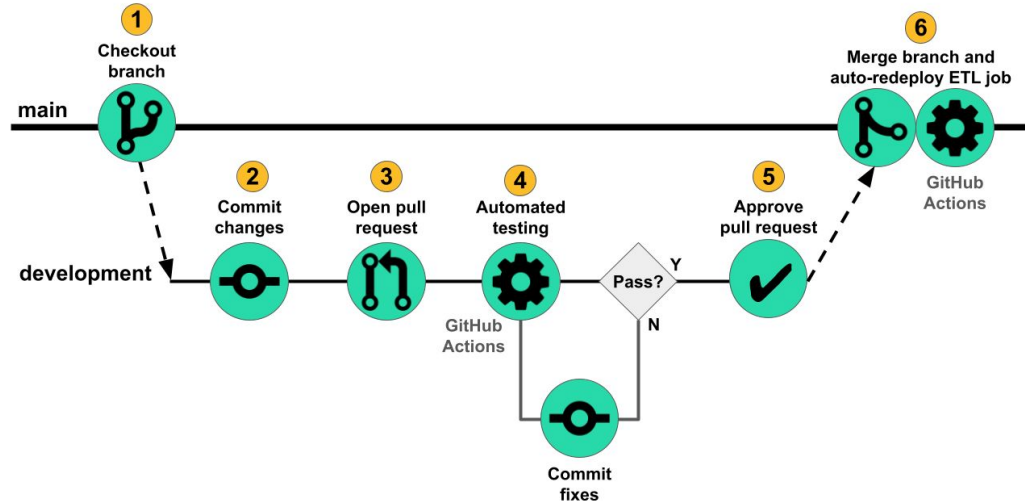 1
Checkout
branch
main
2
Commit
changes
3
Open pull
request
4
Automated
testing
5
Approve
pull request
6
Merge branch and
auto-redeploy ETL job
GitHub
Actions
development
Pass?
Y
N
GitHub
Actions
Commit
fixes